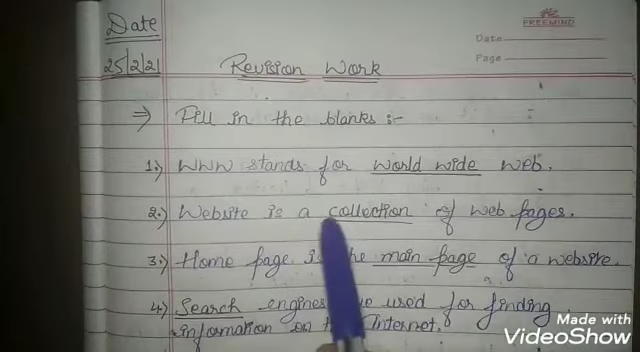 Date
25/2/21
FREEMIND
Date
Page
Revision Work
⇒ Fill in the blanks :-
1.) WWW stands for world wide web.
2.) Website is a collection of web pages.
3.) Home page is the main page of a website.
4.) Search engines are used for finding
information on the Internet.
Made with
VideoShow